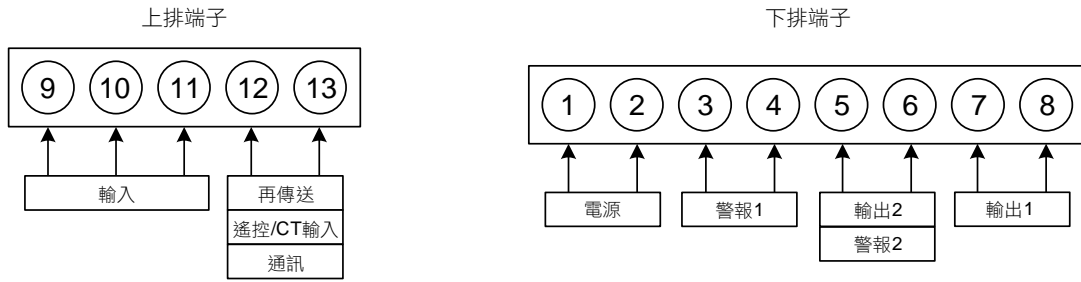 上排端子
9 10 11 12 13
輸入
再傳送
遙控/CT輸入
通訊
下排端子
1 2 3 4 5 6 7 8
電源
警報1
輸出2
警報2
輸出1